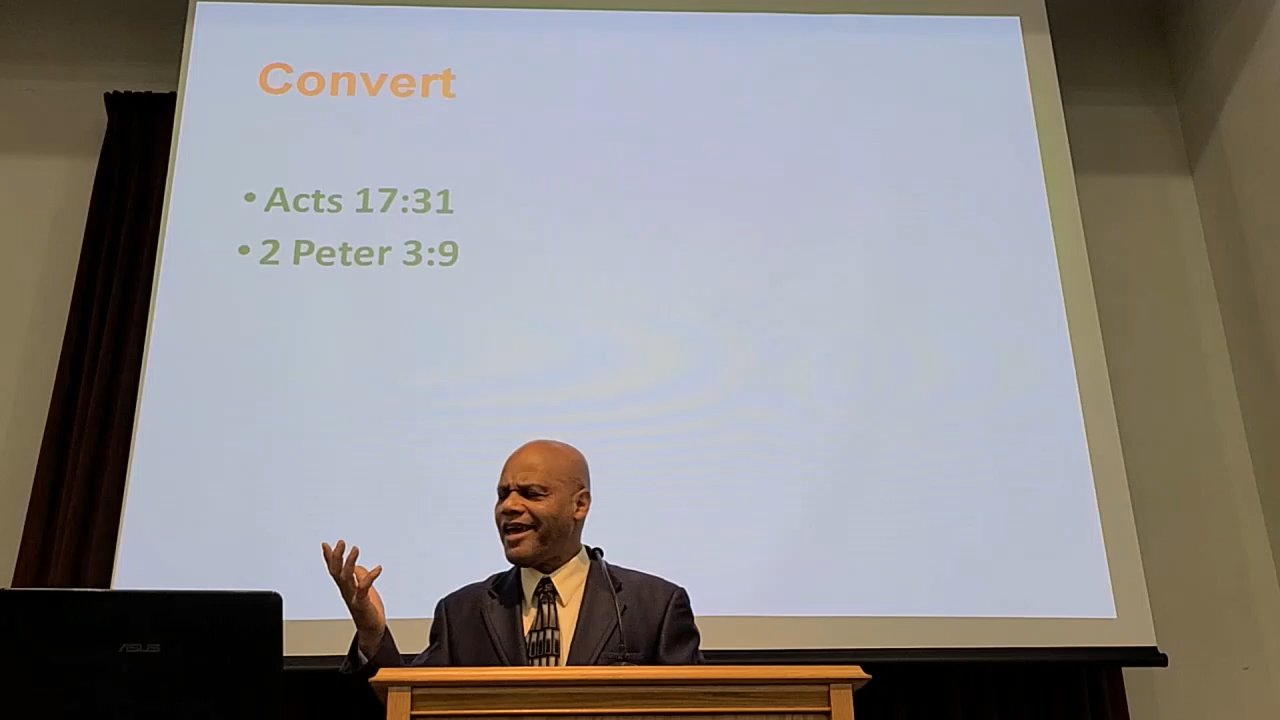 Convert
• Acts 17:31
• 2 Peter 3:9
ASUS